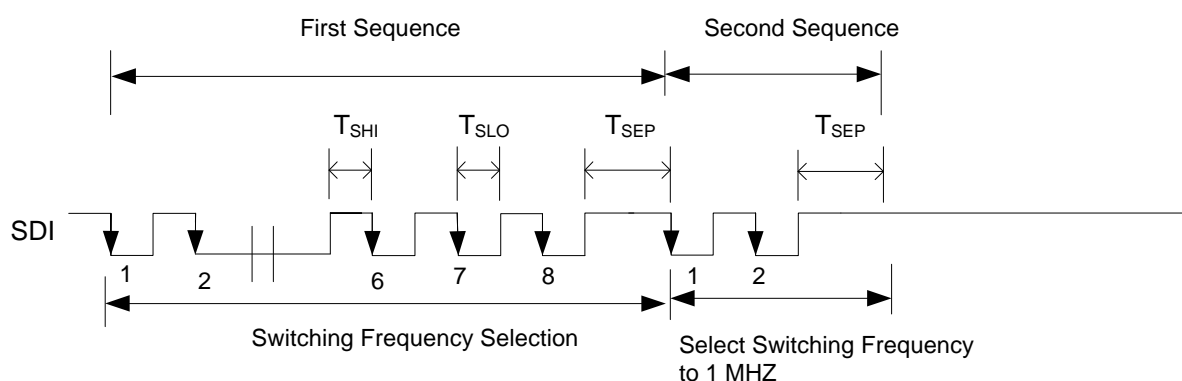 First Sequence
Second Sequence
TSHI
TSLO
TSEP
TSEP
SDI
1
2
6
7
8
1
2
Switching Frequency Selection
Select Switching Frequency
to 1 MHZ